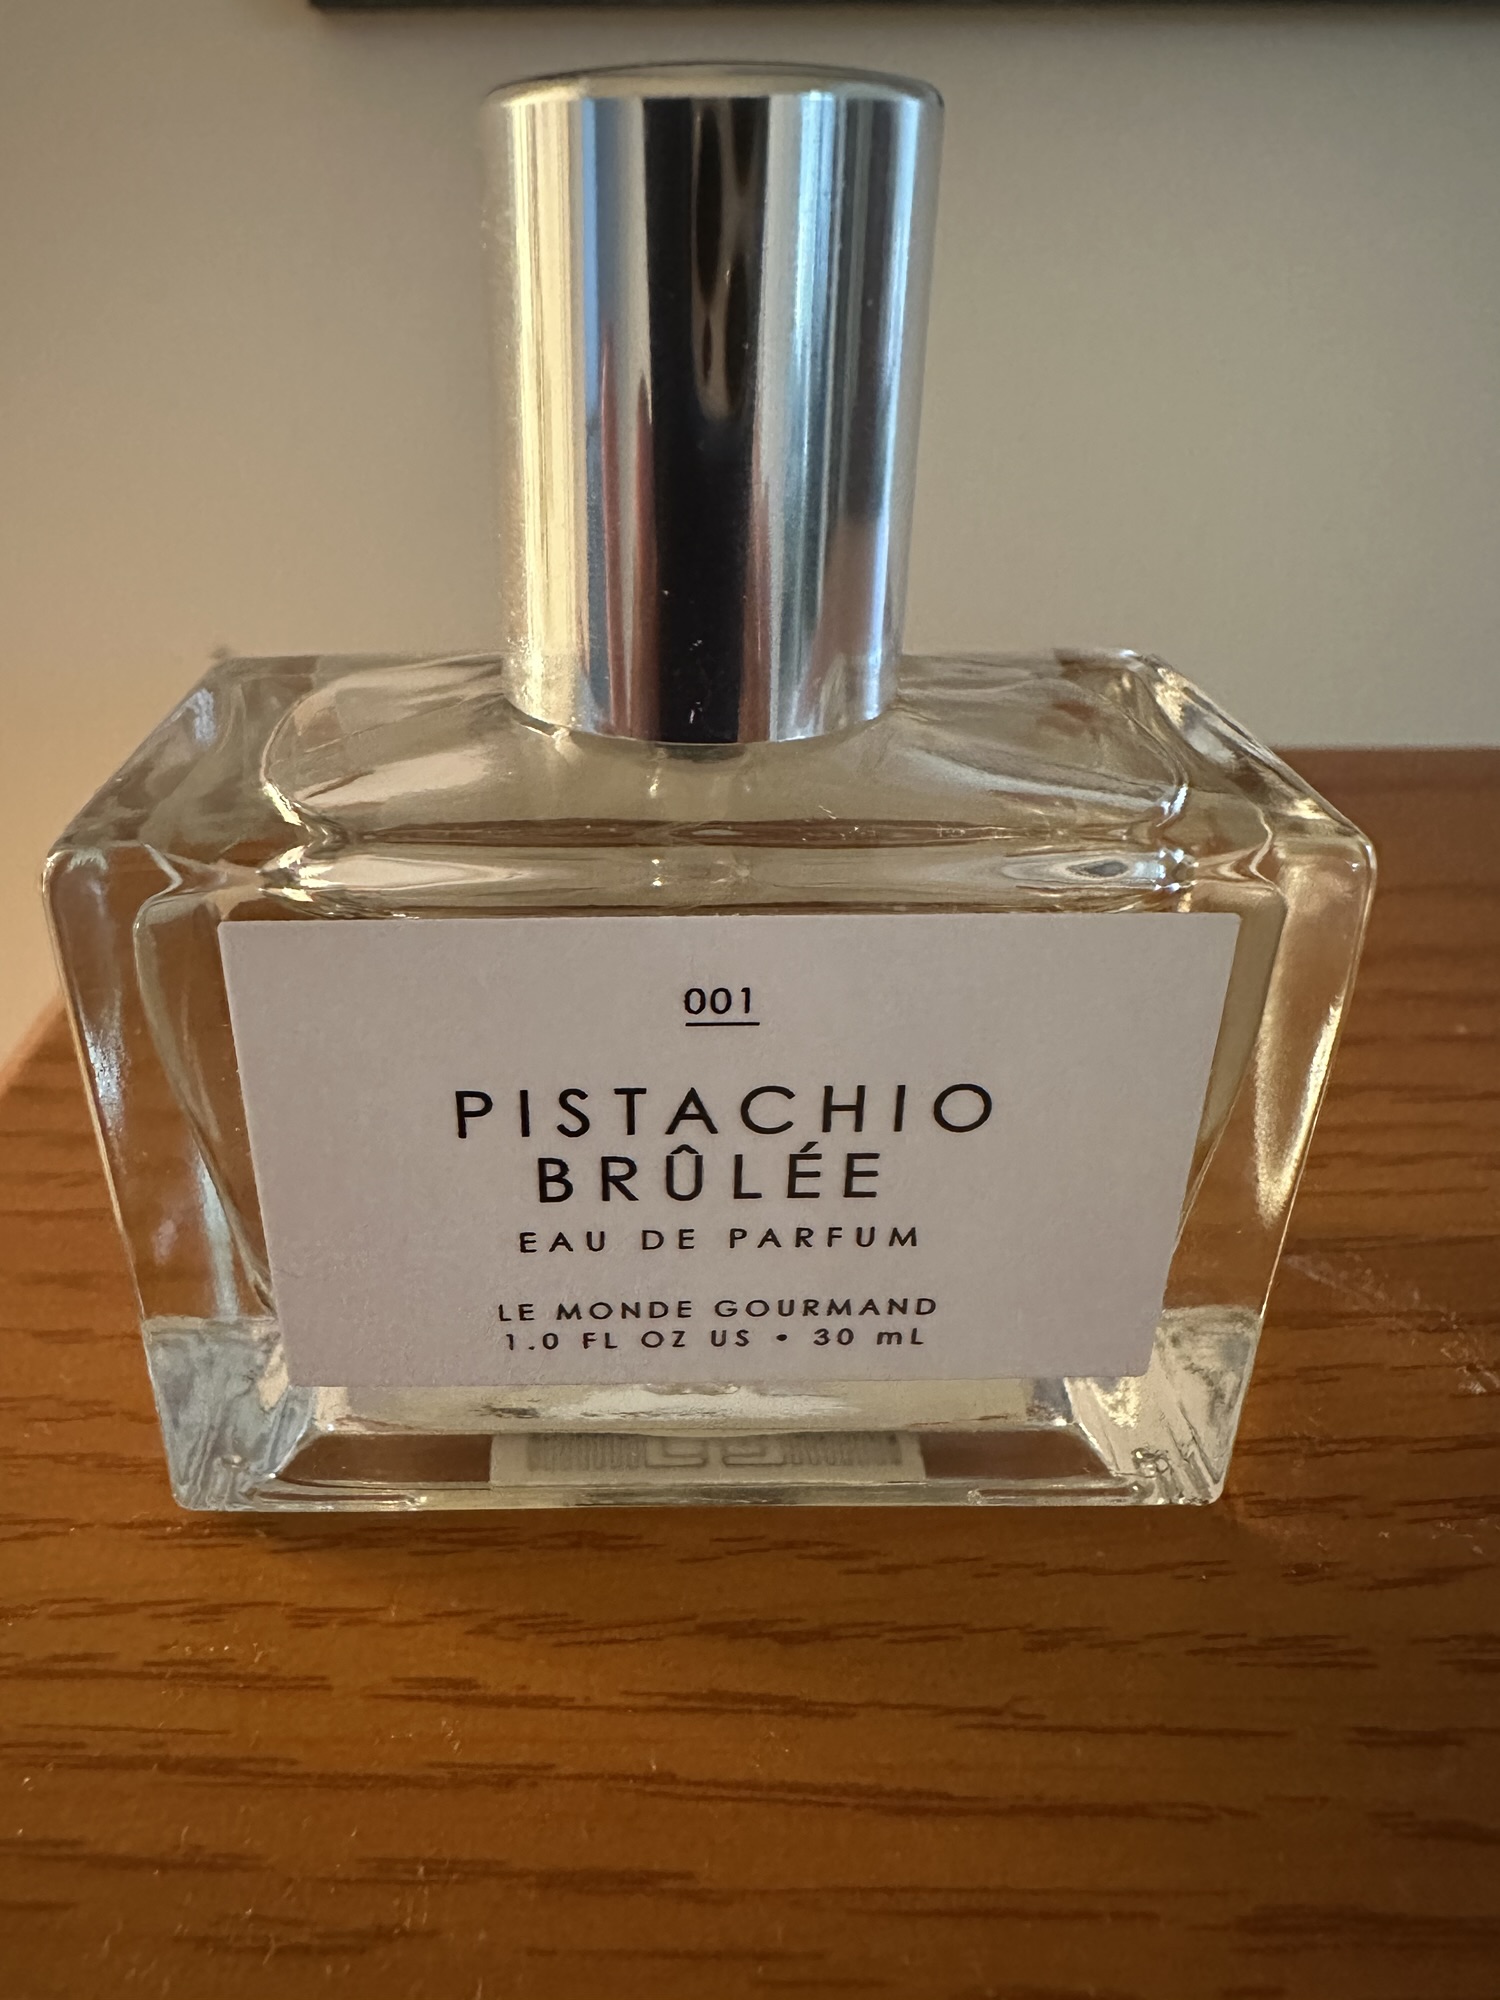 001
PISTACHIO
BRÛLÉE
EAU DE PARFUM
LE MONDE GOURMAND
1.0 FL OZ US • 30 mL